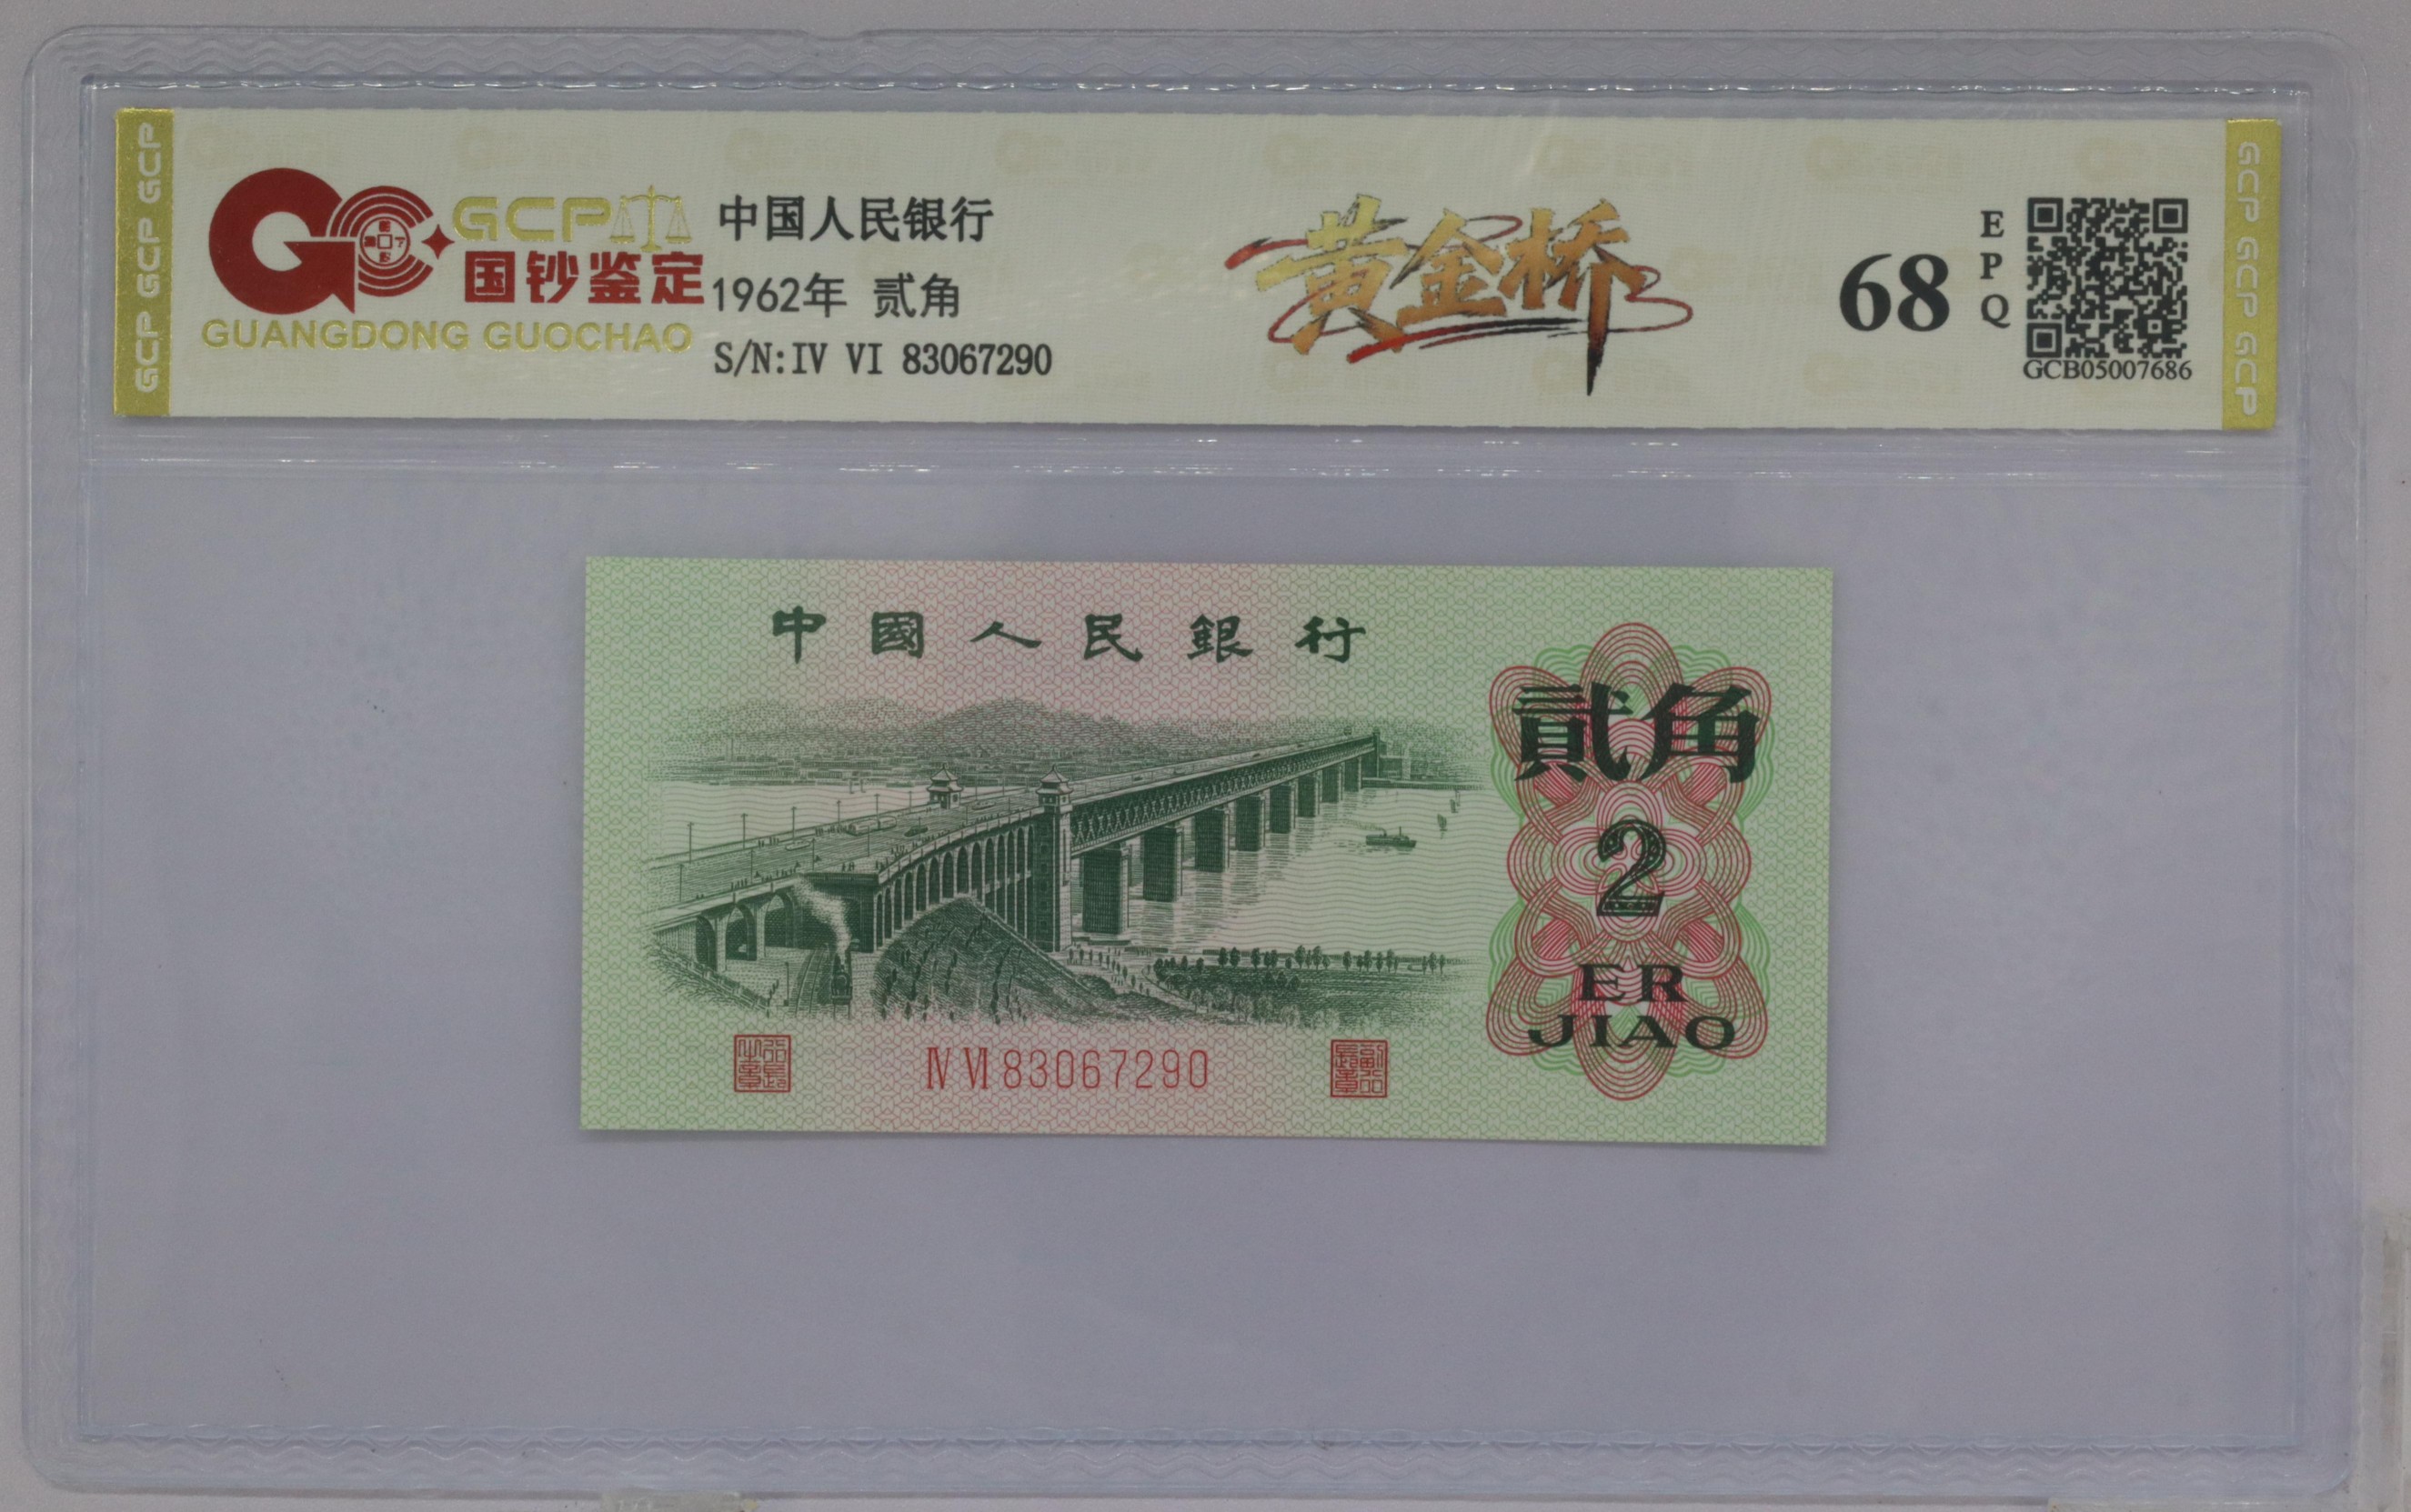 GCP GCP GCP
GCP
国钞鉴定
GUANGDONG GUOCHAO
中国人民银行
1962年 贰角
S/N:IV VI 83067290
黄金桥
68
EPQ
GCB05007686
GCP GCP GCP
中國人民銀行
貳角
2
ER
JIAO
Ⅳ Ⅵ 83067290